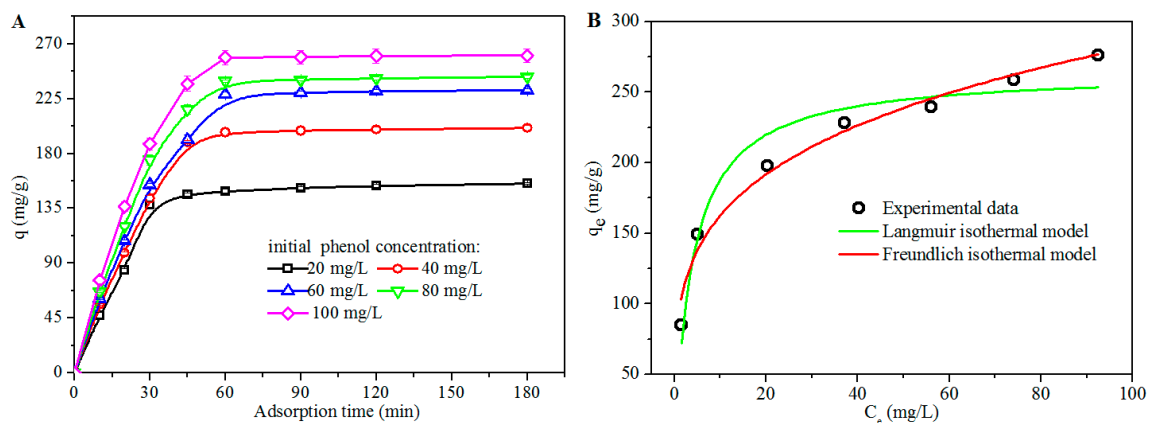 A
q (mg/g)
270
225
180
135
90
45
0
initial phenol concentration:
20 mg/L 40 mg/L
60 mg/L 80 mg/L
100 mg/L
0 30 60 90 120 150 180
Adsorption time (min)
B
qe (mg/g)
300
250
200
150
100
50
Experimental data
Langmuir isothermal model
Freundlich isothermal model
0 20 40 60 80 100
Ce (mg/L)